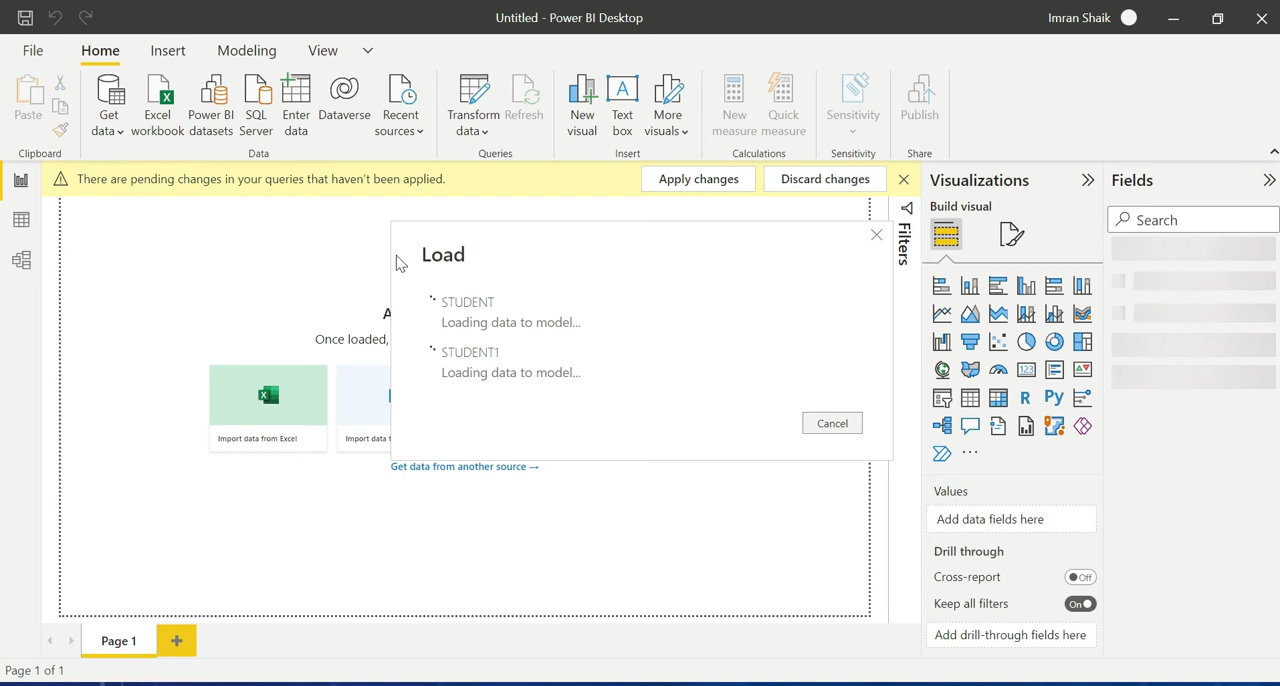 Untitled - Power BI Desktop
Imran Shaik
File
Home
Insert
Modeling
View
Paste
Get
data
Excel
workbook
Power BI
datasets
SQL
Server
Enter
data
Dataverse
Recent
sources
Transform
data
Refresh
New
visual
Text
box
More
visuals
New
measure
Quick
measure
Sensitivity
Publish
Clipboard
Data
Queries
Insert
Calculations
Sensitivity
Share
There are pending changes in your queries that haven't been applied.
Apply changes
Discard changes
Once loaded,
Import data from Excel
Import data
Get data from another source →
Load
STUDENT
Loading data to model...
STUDENT1
Loading data to model...
Cancel
Filters
Visualizations
Build visual
123
R
Py
Values
Add data fields here
Drill through
Cross-report
Off
Keep all filters
On
Add drill-through fields here
Fields
Search
Page 1
Page 1 of 1